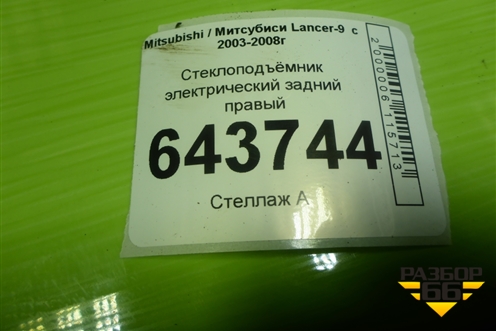 Mitsubishi / Митсубиси Lancer-9 с
2003-2008г
Стеклоподъёмник
электрический задний
правый
643744
Стеллаж А
2000006115713
РАЗБОР
66